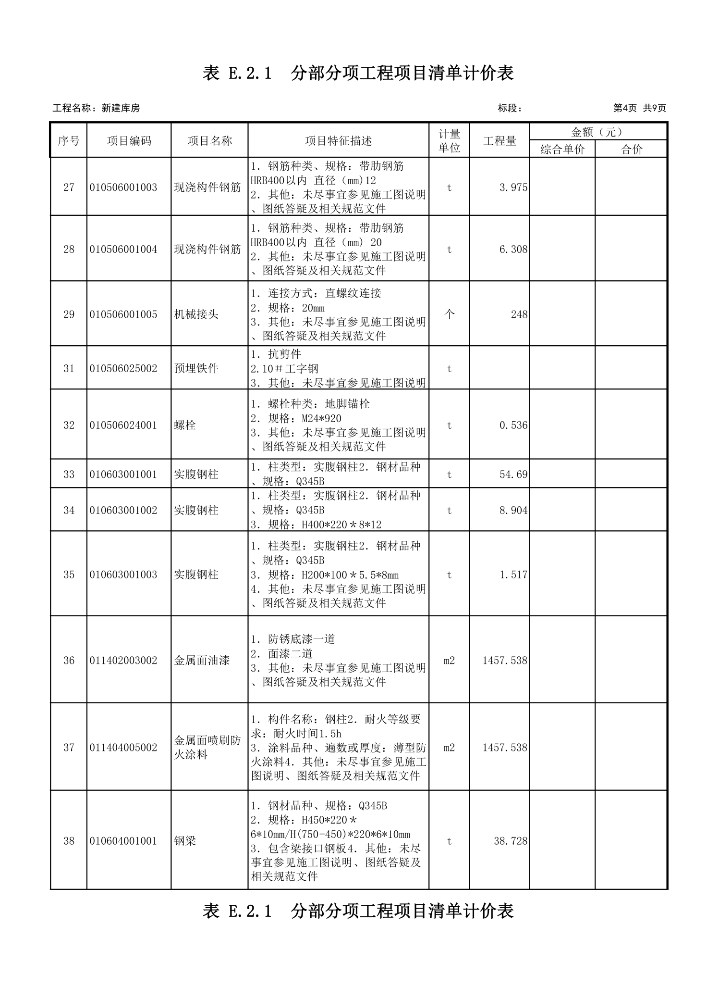 表 E.2.1 分部分项工程项目清单计价表
工程名称：新建库房 标段： 第4页 共9页
序号 项目编码 项目名称 项目特征描述 计量单位 工程量 金额（元）
综合单价 合价
27 010506001003 现浇构件钢筋 1. 钢筋种类、规格：带肋钢筋
HRB400以内 直径（mm)12
2. 其他：未尽事宜参见施工图说明
、图纸答疑及相关规范文件 t 3.975
28 010506001004 现浇构件钢筋 1. 钢筋种类、规格：带肋钢筋
HRB400以内 直径（mm) 20
2. 其他：未尽事宜参见施工图说明
、图纸答疑及相关规范文件 t 6.308
29 010506001005 机械接头 1. 连接方式：直螺纹连接
2. 规格：20mm
3. 其他：未尽事宜参见施工图说明
、图纸答疑及相关规范文件 个 248
31 010506025002 预埋铁件 1. 抗剪件
2.10＃工字钢
3. 其他：未尽事宜参见施工图说明 t
32 010506024001 螺栓 1. 螺栓种类：地脚锚栓
2. 规格：M24*920
3. 其他：未尽事宜参见施工图说明
、图纸答疑及相关规范文件 t 0.536
33 010603001001 实腹钢柱 1. 柱类型：实腹钢柱2. 钢材品种
、规格：Q345B t 54.69
34 010603001002 实腹钢柱 1. 柱类型：实腹钢柱2. 钢材品种
、规格：Q345B
3. 规格：H400*220＊8*12 t 8.904
35 010603001003 实腹钢柱 1. 柱类型：实腹钢柱2. 钢材品种
、规格：Q345B
3. 规格：H200*100＊5.5*8mm
4. 其他：未尽事宜参见施工图说明
、图纸答疑及相关规范文件 t 1.517
36 011402003002 金属面油漆 1. 防锈底漆一道
2. 面漆二道
3. 其他：未尽事宜参见施工图说明
、图纸答疑及相关规范文件 m2 1457.538
37 011404005002 金属面喷刷防火涂料 1. 构件名称：钢柱2. 耐火等级要
求：耐火时间1.5h
3. 涂料品种、遍数或厚度：薄型防
火涂料4. 其他：未尽事宜参见施工
图说明、图纸答疑及相关规范文件 m2 1457.538
38 010604001001 钢梁 1. 钢材品种、规格：Q345B
2. 规格：H450*220＊
6*10mm/H(750-450)*220*6*10mm
3. 包含梁接口钢板4. 其他：未尽
事宜参见施工图说明、图纸答疑及
相关规范文件 t 38.728
表 E.2.1 分部分项工程项目清单计价表